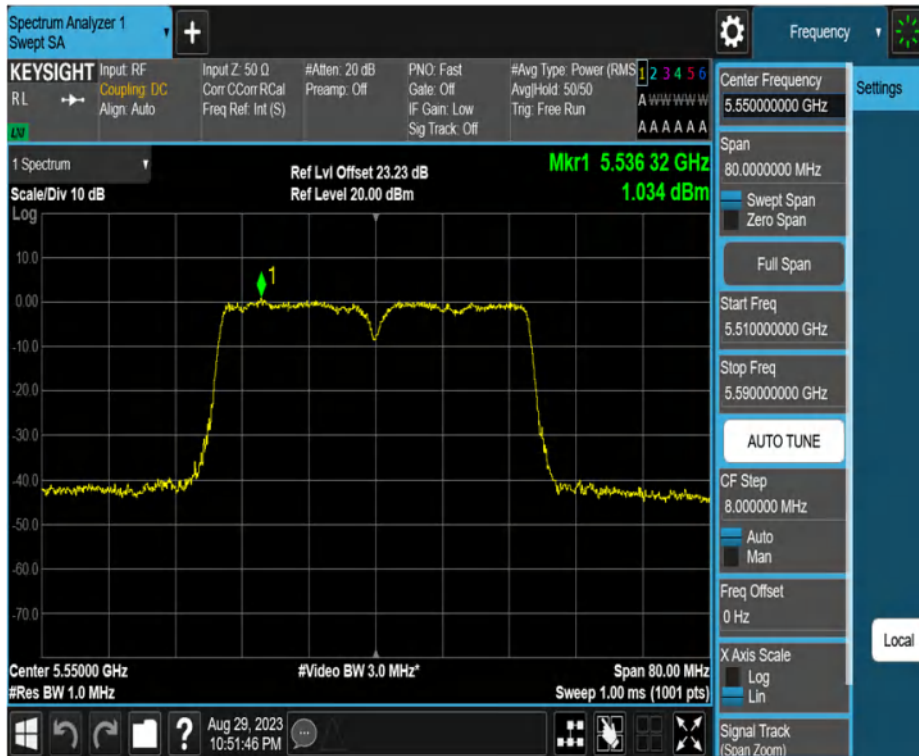 Spectrum Analyzer 1
Swept SA
+
Frequency
KEYSIGHT
RL
LXI
Input: RF
Coupling: DC
Align: Auto
Input Z: 50 Ω
Corr CCorr RCal
Freq Ref: Int (S)
#Atten: 20 dB
Preamp: Off
PNO: Fast
Gate: Off
IF Gain: Low
Sig Track: Off
#Avg Type: Power (RMS
Avg|Hold: 50/50
Trig: Free Run
1 2 3 4 5 6
A W W W W W
A A A A A A
1 Spectrum
Scale/Div 10 dB
Ref Lvl Offset 23.23 dB
Ref Level 20.00 dBm
Mkr1 5.536 32 GHz
1.034 dBm
Log
10.0
0.00
-10.0
-20.0
-30.0
-40.0
-50.0
-60.0
-70.0
1
Center 5.55000 GHz
#Res BW 1.0 MHz
#Video BW 3.0 MHz*
Span 80.00 MHz
Sweep 1.00 ms (1001 pts)
?
Aug 29, 2023
10:51:46 PM
Center Frequency
5.550000000 GHz
Span
80.0000000 MHz
Swept Span
Zero Span
Full Span
Start Freq
5.510000000 GHz
Stop Freq
5.590000000 GHz
AUTO TUNE
CF Step
8.000000 MHz
Auto
Man
Freq Offset
0 Hz
X Axis Scale
Log
Lin
Signal Track
(Span Zoom)
Settings
Local